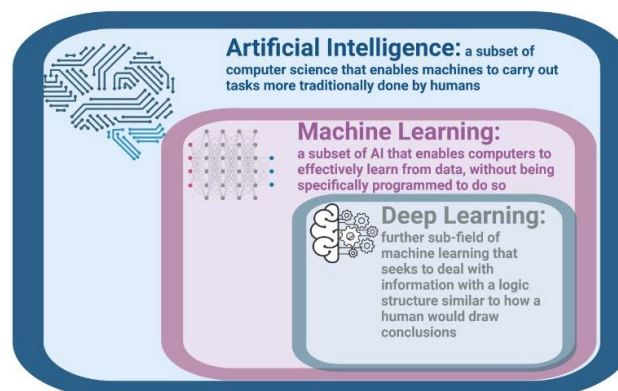 Artificial Intelligence: a subset of
computer science that enables machines to carry out
tasks more traditionally done by humans
Machine Learning:
a subset of AI that enables computers to
effectively learn from data, without being
specifically programmed to do so
Deep Learning:
further sub-field of
machine learning that
seeks to deal with
information with a logic
structure similar to how a
human would draw
conclusions